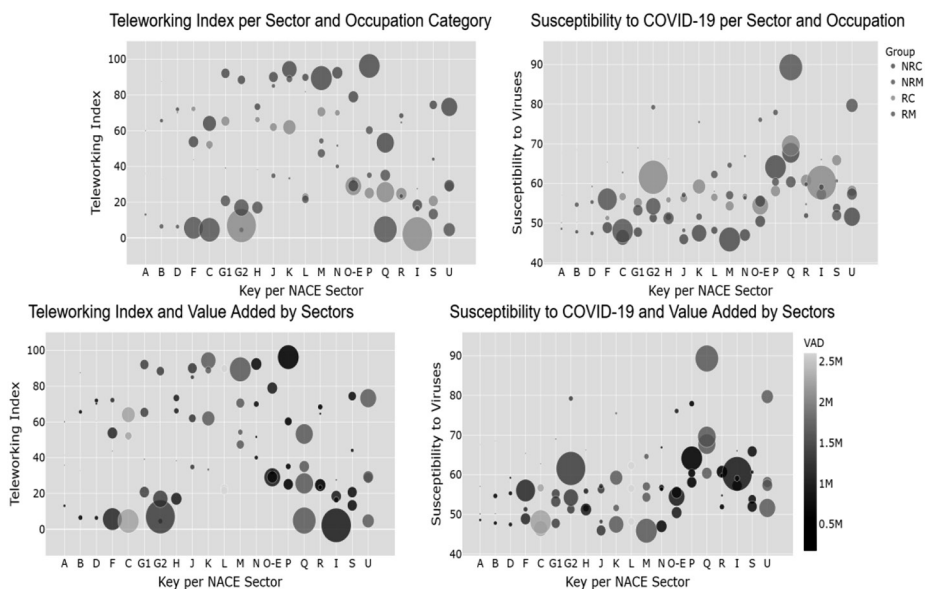 Teleworking Index per Sector and Occupation Category
100
80
60
40
20
0
Teleworking Index
A B D F C G1 G2 H J K L M N O-E P Q R I S U
Key per NACE Sector
Susceptibility to COVID-19 per Sector and Occupation
90
80
70
60
50
40
Susceptibility to Viruses
A B D F C G1 G2 H J K L M N O-E P Q R I S U
Key per NACE Sector
Group
NRC
NRM
RC
RM
Teleworking Index and Value Added by Sectors
100
80
60
40
20
0
Teleworking Index
A B D F C G1 G2 H J K L M N O-E P Q R I S U
Key per NACE Sector
Susceptibility to COVID-19 and Value Added by Sectors
90
80
70
60
50
40
Susceptibility to Viruses
A B D F C G1 G2 H J K L M N O-E P Q R I S U
Key per NACE Sector
VAD
2.5M
2M
1.5M
1M
0.5M